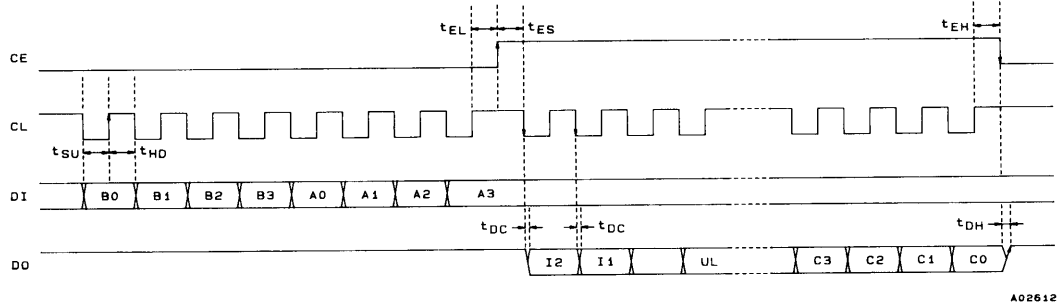 tEL tES tEH
CE
CL
tSU tHD
DI B0 B1 B2 B3 A0 A1 A2 A3
tDC tDC tDH
DO I2 I1 UL C3 C2 C1 C0
A02612